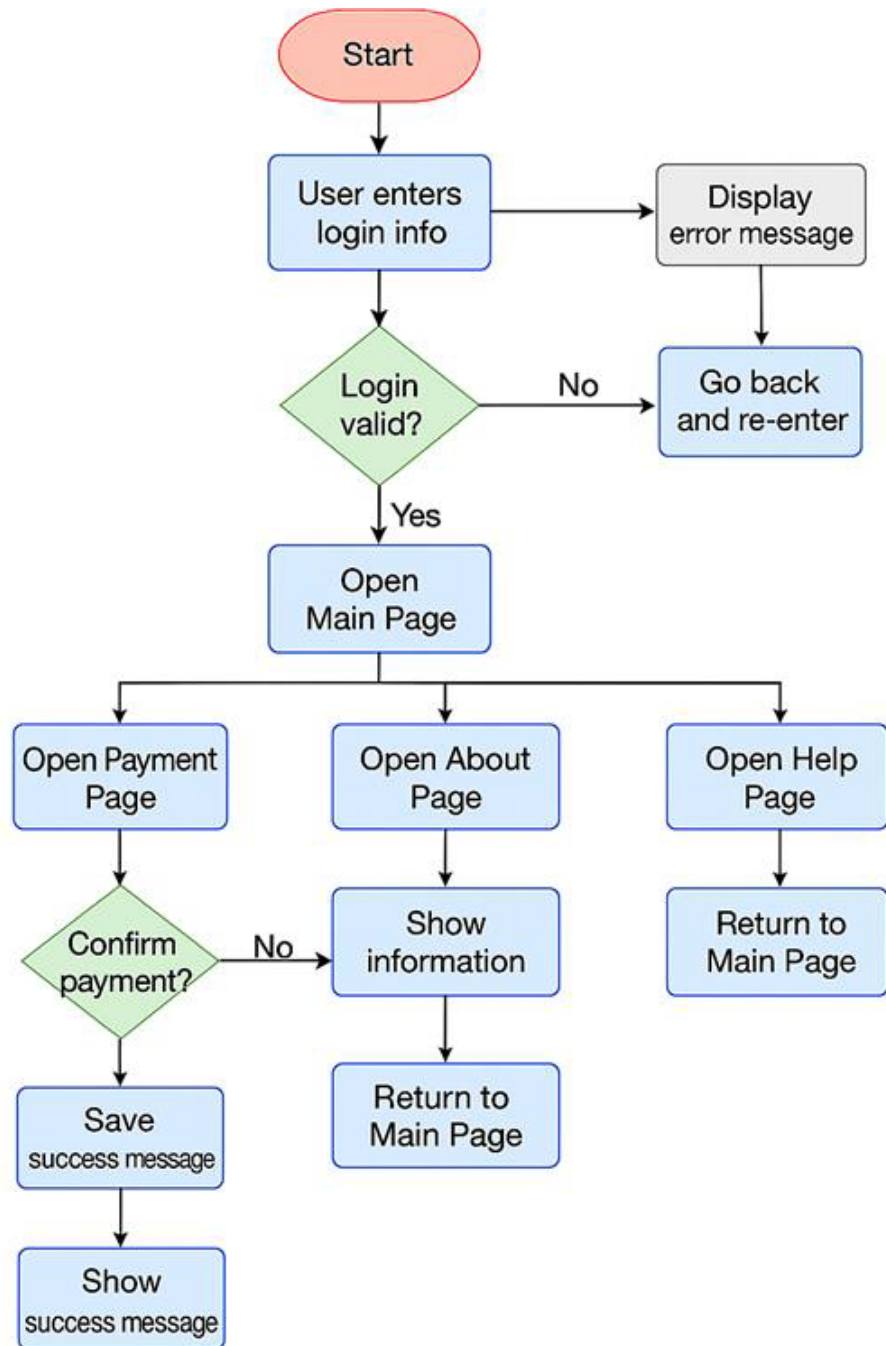 Start
User enters
login info
Display
error message
Login
valid?
No
Go back
and re-enter
Yes
Open
Main Page
Open Payment
Page
Open About
Page
Open Help
Page
Confirm
payment?
No
Show
information
Return to
Main Page
Save
success message
Return to
Main Page
Show
success message